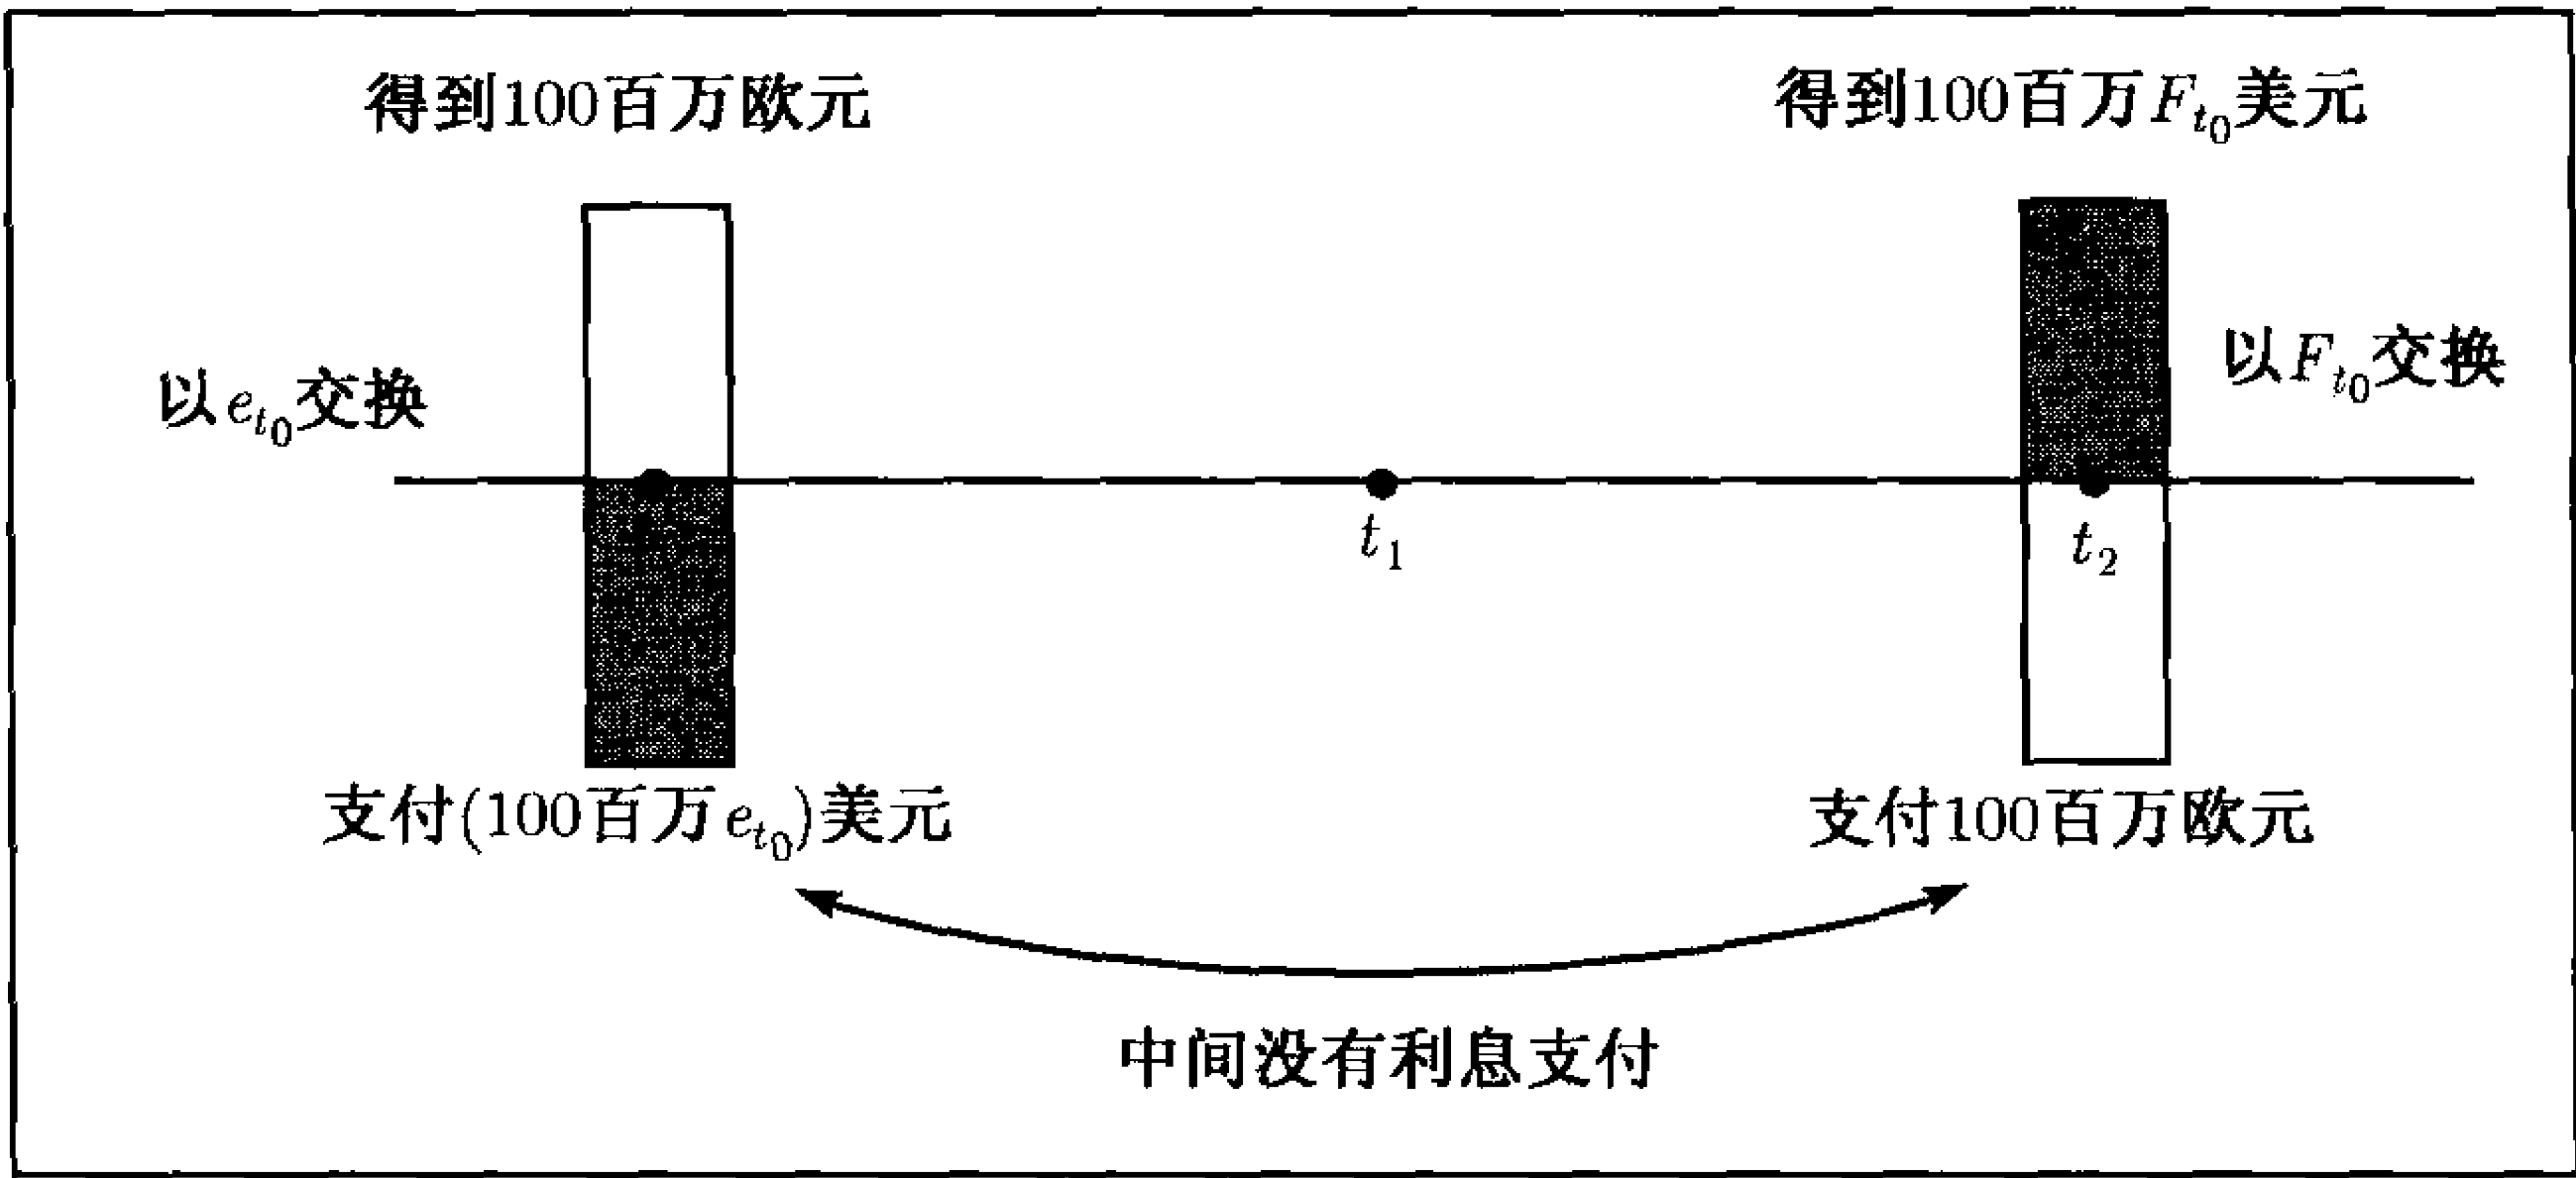 得到100百万欧元
得到100百万F_{t_0}美元
以e_{t_0}交换
以F_{t_0}交换
t_1
t_2
支付(100百万e_{t_0})美元
支付100百万欧元
中间没有利息支付